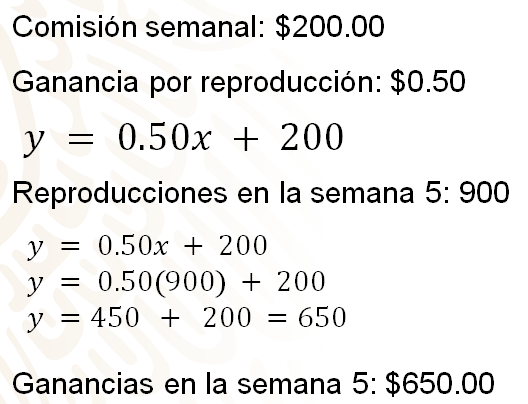 Comisión semanal: $200.00
Ganancia por reproducción: $0.50
y = 0.50x + 200
Reproducciones en la semana 5: 900
y = 0.50x + 200
y = 0.50(900) + 200
y = 450 + 200 = 650
Ganancias en la semana 5: $650.00